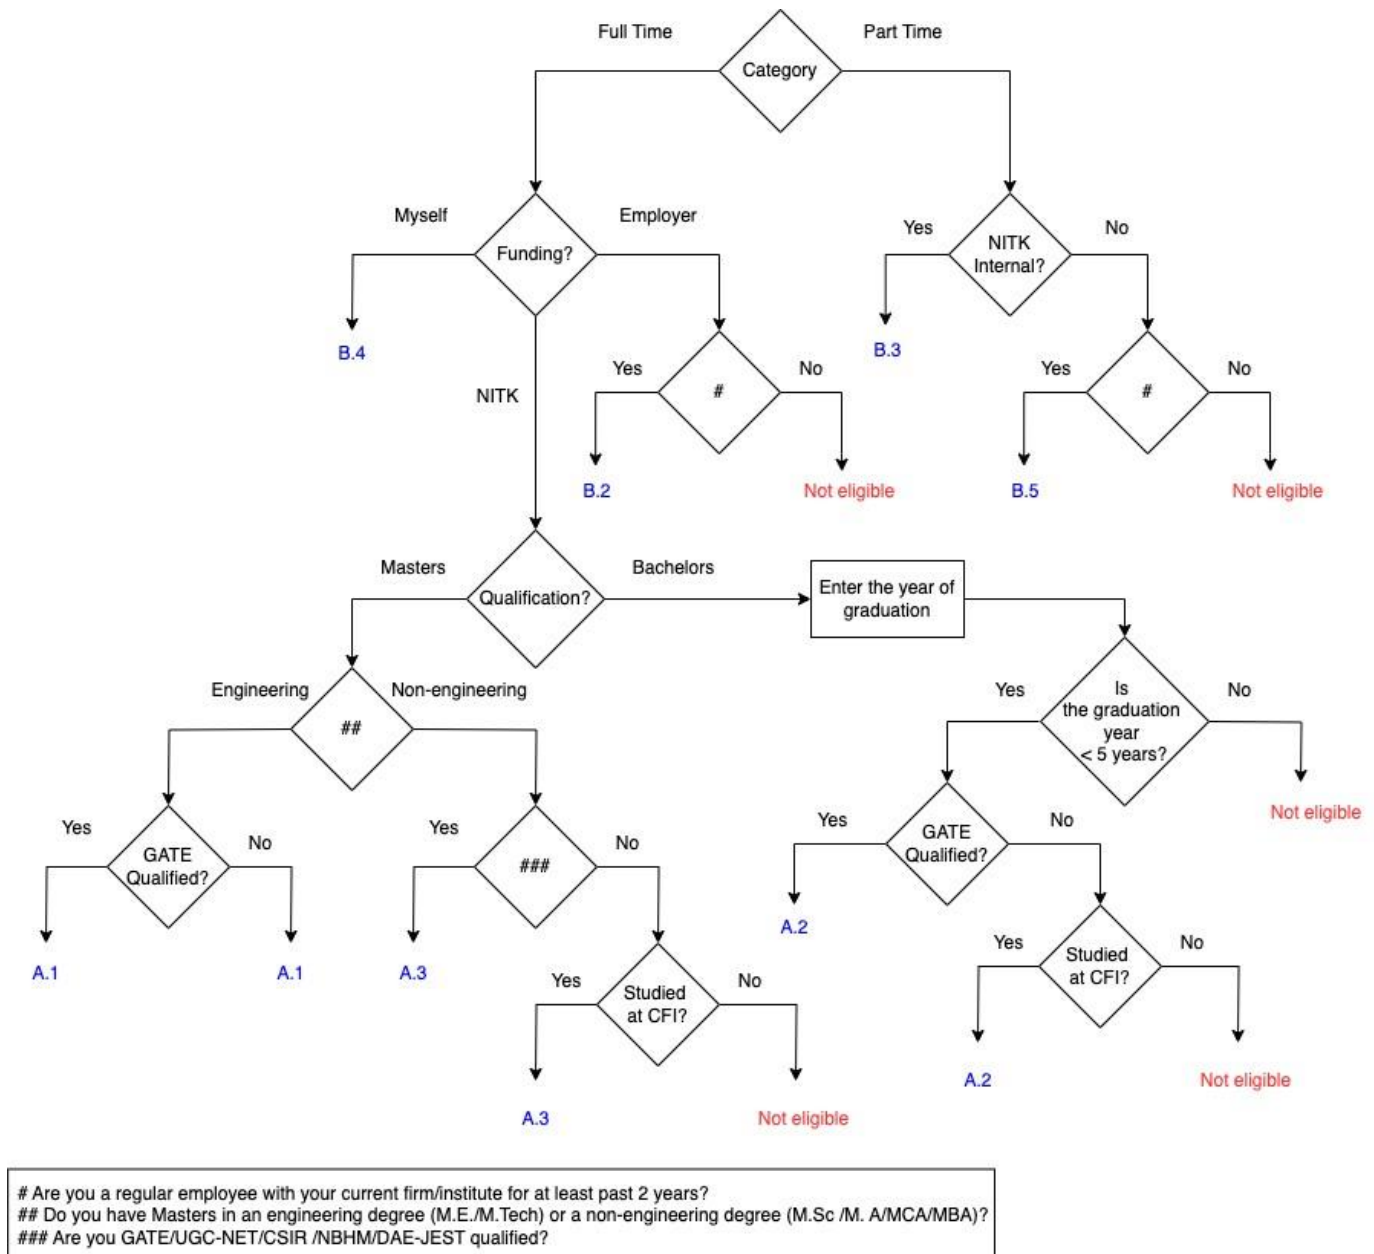 Full Time
Part Time
Category
Myself
Employer
Funding?
Yes
No
NITK
Internal?
B.4
B.3
NITK
Yes
No
#
Yes
No
#
B.2
Not eligible
B.5
Not eligible
Masters
Bachelors
Qualification?
Enter the year of
graduation
Engineering
Non-engineering
##
Yes
No
Is
the graduation
year
< 5 years?
Not eligible
Yes
No
GATE
Qualified?
Yes
No
###
Yes
No
GATE
Qualified?
A.1
A.1
A.3
A.2
Yes
No
Studied
at CFI?
Yes
No
Studied
at CFI?
A.3
Not eligible
A.2
Not eligible
# Are you a regular employee with your current firm/institute for at least past 2 years?
## Do you have Masters in an engineering degree (M.E./M.Tech) or a non-engineering degree (M.Sc /M. A/MCA/MBA)?
### Are you GATE/UGC-NET/CSIR /NBHM/DAE-JEST qualified?